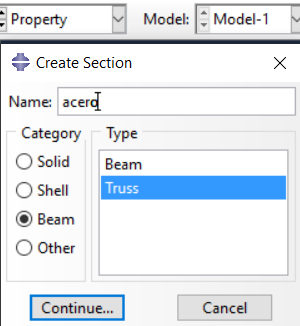 Property Model: Model-1
Create Section
Name: acero
Category Type
Solid
Shell
Beam
Other
Beam
Truss
Continue... Cancel